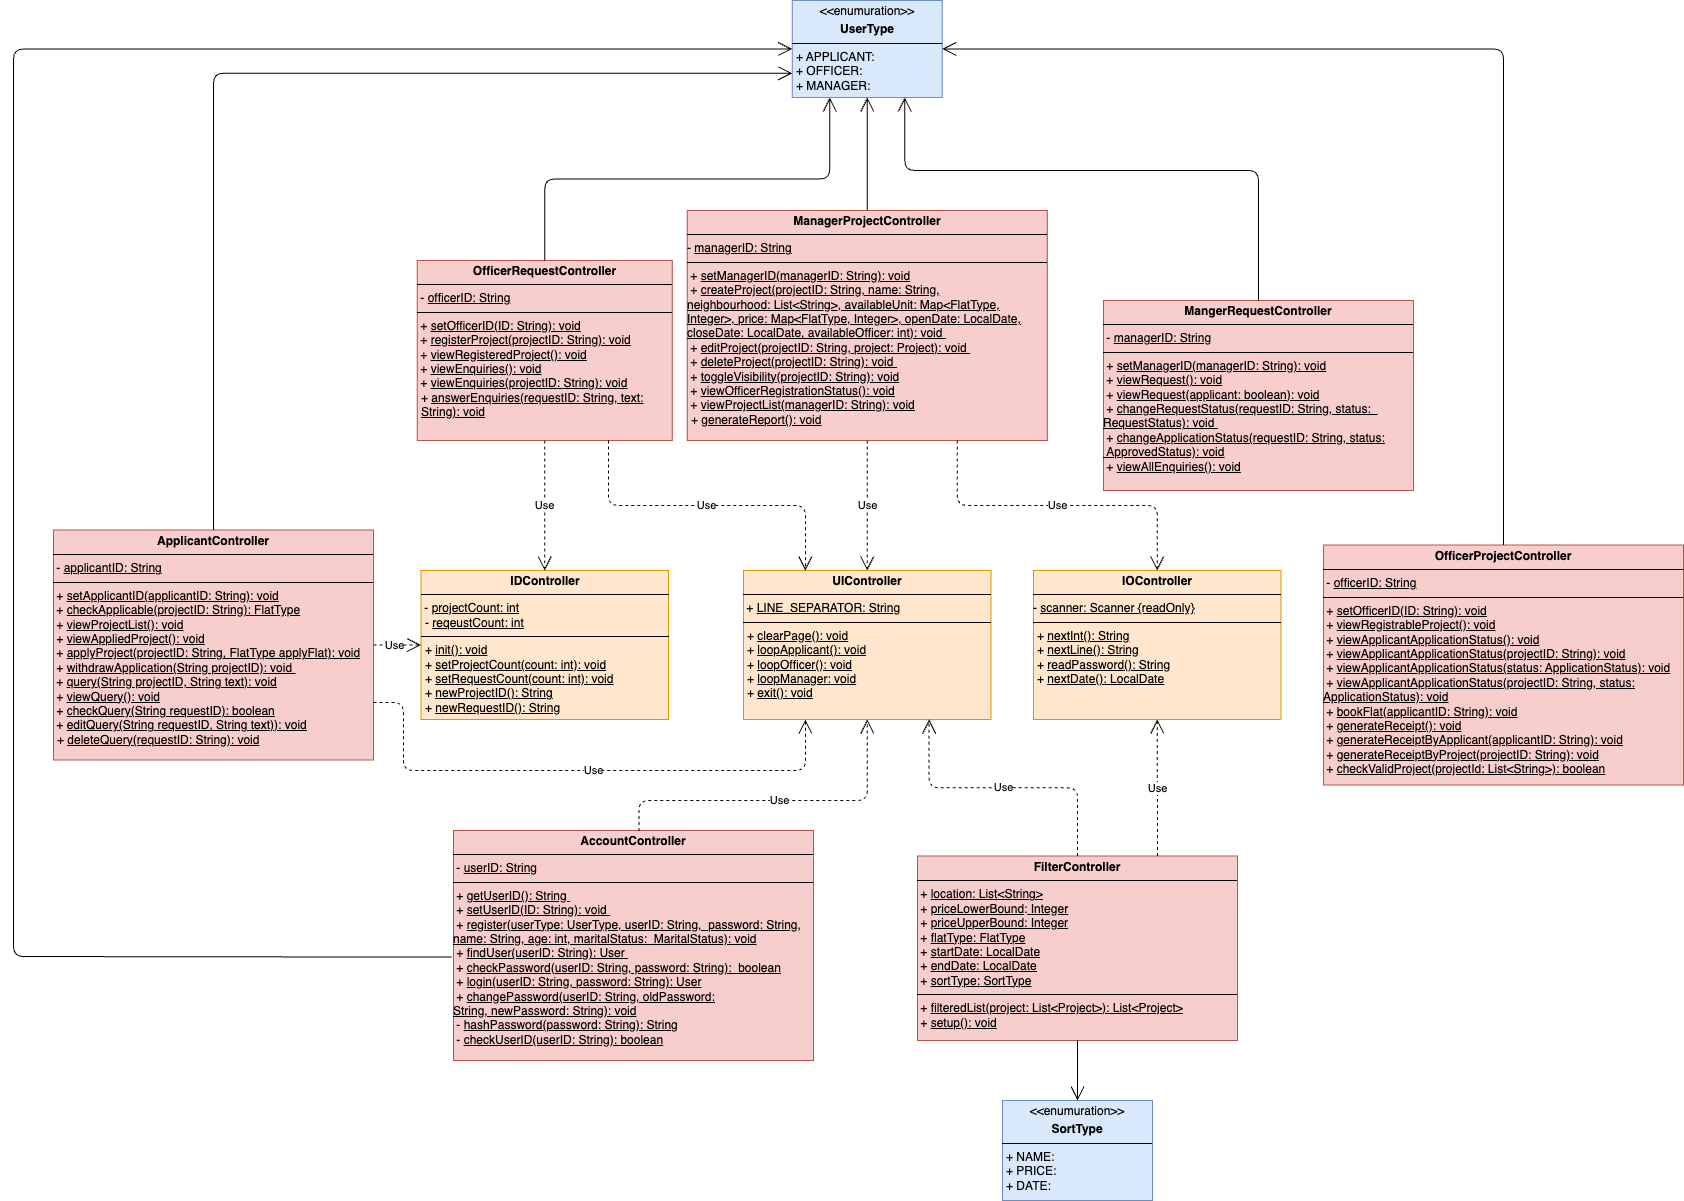 <<enumuration>>
UserType
+ APPLICANT:
+ OFFICER:
+ MANAGER:
ManagerProjectController
- managerID: String
+ setManagerID(managerID: String): void
+ createProject(projectID: String, name: String,
neighbourhood: List<String>, availableUnit: Map<FlatType,
Integer>, price: Map<FlatType, Integer>, openDate: LocalDate,
closeDate: LocalDate, availableOfficer: int): void
+ editProject(projectID: String, project: Project): void
+ deleteProject(projectID: String): void
+ toggleVisibility(projectID: String): void
+ viewOfficerRegistrationStatus(): void
+ viewProjectList(managerID: String): void
+ generateReport(): void
OfficerRequestController
- officerID: String
+ setOfficerID(ID: String): void
+ registerProject(projectID: String): void
+ viewRegisteredProject(): void
+ viewEnquiries(): void
+ viewEnquiries(projectID: String): void
+ answerEnquiries(requestID: String, text:
String): void
MangerRequestController
- managerID: String
+ setManagerID(managerID: String): void
+ viewRequest(): void
+ viewRequest(applicant: boolean): void
+ changeRequestStatus(requestID: String, status:
RequestStatus): void
+ changeApplicationStatus(requestID: String, status:
ApprovedStatus): void
+ viewAllEnquiries(): void
Use
Use
Use
Use
ApplicantController
- applicantID: String
+ setApplicantID(applicantID: String): void
+ checkApplicable(projectID: String): FlatType
+ viewProjectList(): void
+ viewAppliedProject(): void
+ applyProject(projectID: String, FlatType applyFlat): void
+ withdrawApplication(String projectID): void
+ query(String projectID, String text): void
+ viewQuery(): void
+ checkQuery(String requestID): boolean
+ editQuery(String requestID, String text)): void
+ deleteQuery(requestID: String): void
Use
IDController
- projectCount: int
- reqeustCount: int
+ init(): void
+ setProjectCount(count: int): void
+ setRequestCount(count: int): void
+ newProjectID(): String
+ newRequestID(): String
UIController
+ LINE_SEPARATOR: String
+ clearPage(): void
+ loopApplicant(): void
+ loopOfficer(): void
+ loopManager: void
+ exit(): void
IOController
- scanner: Scanner {readOnly}
+ nextInt(): String
+ nextLine(): String
+ readPassword(): String
+ nextDate(): LocalDate
OfficerProjectController
- officerID: String
+ setOfficerID(ID: String): void
+ viewRegistrableProject(): void
+ viewApplicantApplicationStatus(): void
+ viewApplicantApplicationStatus(projectID: String): void
+ viewApplicantApplicationStatus(status: ApplicationStatus): void
+ viewApplicantApplicationStatus(projectID: String, status:
ApplicationStatus): void
+ bookFlat(applicantID: String): void
+ generateReceipt(): void
+ generateReceiptByApplicant(applicantID: String): void
+ generateReceiptByProject(projectID: String): void
+ checkValidProject(projectId: List<String>): boolean
Use
Use
Use
Use
AccountController
- userID: String
+ getUserID(): String
+ setUserID(ID: String): void
+ register(userType: UserType, userID: String, password: String,
name: String, age: int, maritalStatus: MaritalStatus): void
+ findUser(userID: String): User
+ checkPassword(userID: String, password: String): boolean
+ login(userID: String, password: String): User
+ changePassword(userID: String, oldPassword:
String, newPassword: String): void
- hashPassword(password: String): String
- checkUserID(userID: String): boolean
FilterController
+ location: List<String>
+ priceLowerBound: Integer
+ priceUpperBound: Integer
+ flatType: FlatType
+ startDate: LocalDate
+ endDate: LocalDate
+ sortType: SortType
+ filteredList(project: List<Project>): List<Project>
+ setup(): void
<<enumuration>>
SortType
+ NAME:
+ PRICE:
+ DATE: